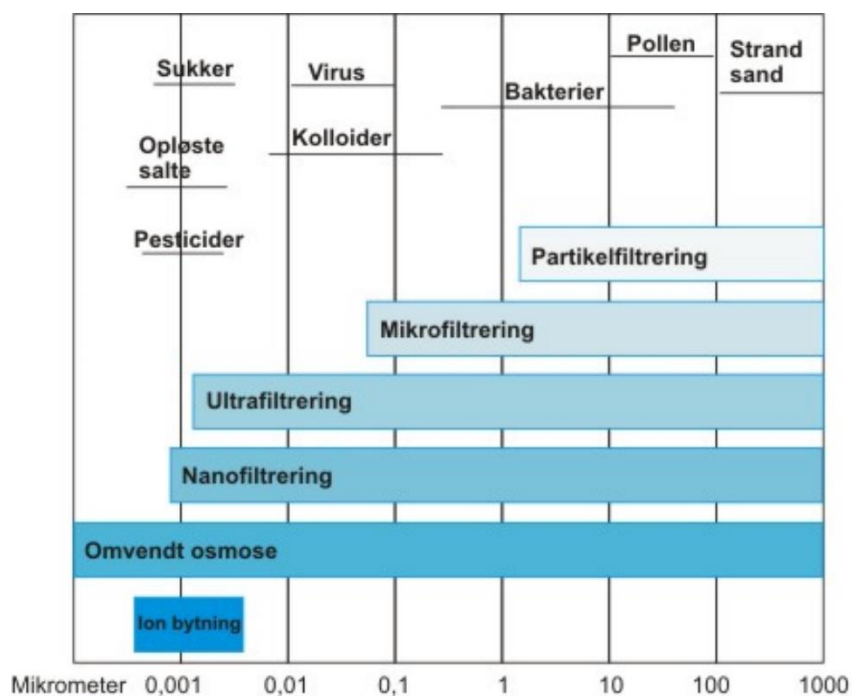 Pollen
Strand
sand
Sukker
Virus
Bakterier
Kolloider
Opløste
salte
Pesticider
Partikelfiltrering
Mikrofiltrering
Ultrafiltrering
Nanofiltrering
Omvendt osmose
Ion bytning
Mikrometer 0,001 0,01 0,1 1 10 100 1000